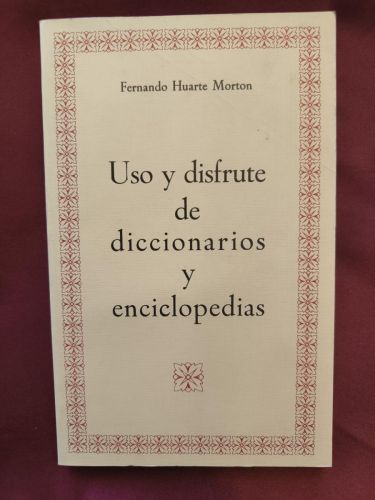 Fernando Huarte Morton
Uso y disfrute
de
diccionarios
y
enciclopedias